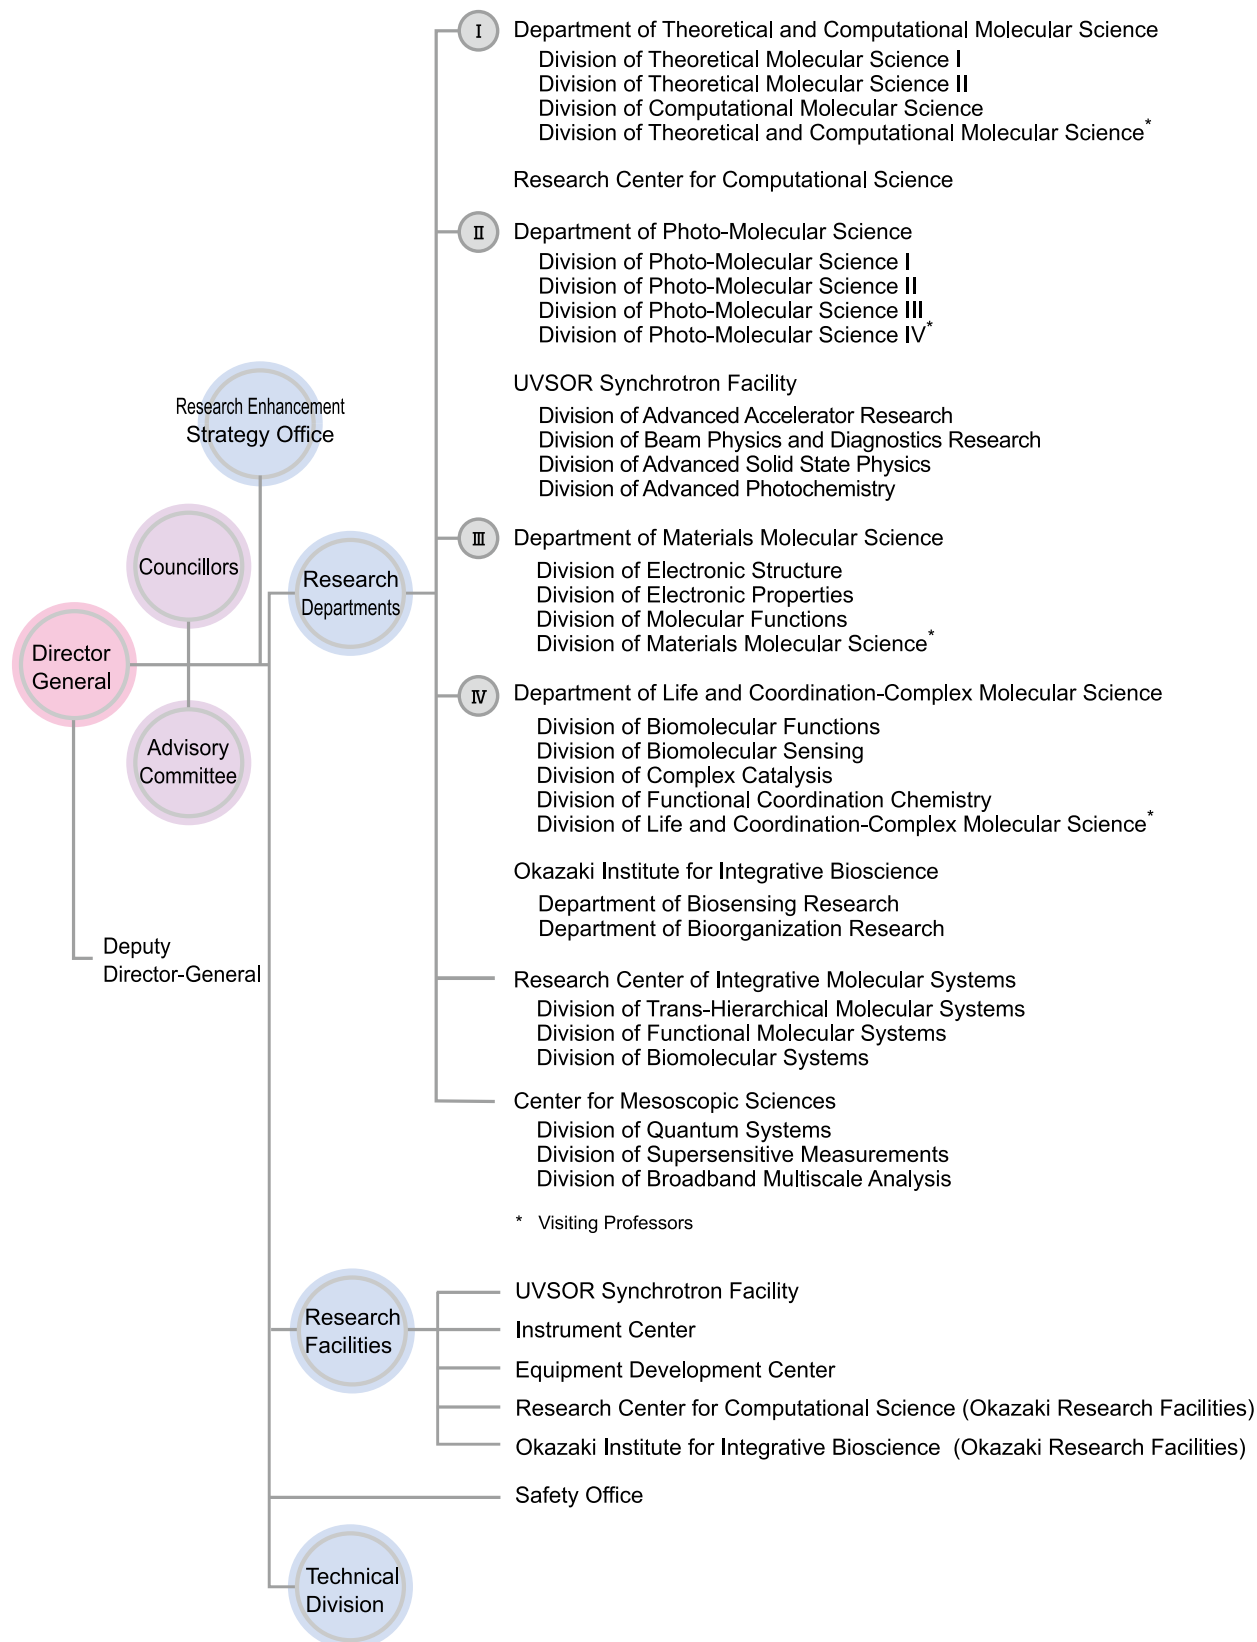 I Department of Theoretical and Computational Molecular Science
Division of Theoretical Molecular Science I
Division of Theoretical Molecular Science II
Division of Computational Molecular Science
Division of Theoretical and Computational Molecular Science*
Research Center for Computational Science
II Department of Photo-Molecular Science
Division of Photo-Molecular Science I
Division of Photo-Molecular Science II
Division of Photo-Molecular Science III
Division of Photo-Molecular Science IV*
UVSOR Synchrotron Facility
Division of Advanced Accelerator Research
Division of Beam Physics and Diagnostics Research
Division of Advanced Solid State Physics
Division of Advanced Photochemistry
Research Enhancement
Strategy Office
Councillors
Director
General
Advisory
Committee
Deputy
Director-General
Research
Departments
III Department of Materials Molecular Science
Division of Electronic Structure
Division of Electronic Properties
Division of Molecular Functions
Division of Materials Molecular Science*
IV Department of Life and Coordination-Complex Molecular Science
Division of Biomolecular Functions
Division of Biomolecular Sensing
Division of Complex Catalysis
Division of Functional Coordination Chemistry
Division of Life and Coordination-Complex Molecular Science*
Okazaki Institute for Integrative Bioscience
Department of Biosensing Research
Department of Bioorganization Research
Research Center of Integrative Molecular Systems
Division of Trans-Hierarchical Molecular Systems
Division of Functional Molecular Systems
Division of Biomolecular Systems
Center for Mesoscopic Sciences
Division of Quantum Systems
Division of Supersensitive Measurements
Division of Broadband Multiscale Analysis
* Visiting Professors
Research
Facilities
UVSOR Synchrotron Facility
Instrument Center
Equipment Development Center
Research Center for Computational Science (Okazaki Research Facilities)
Okazaki Institute for Integrative Bioscience (Okazaki Research Facilities)
Safety Office
Technical
Division